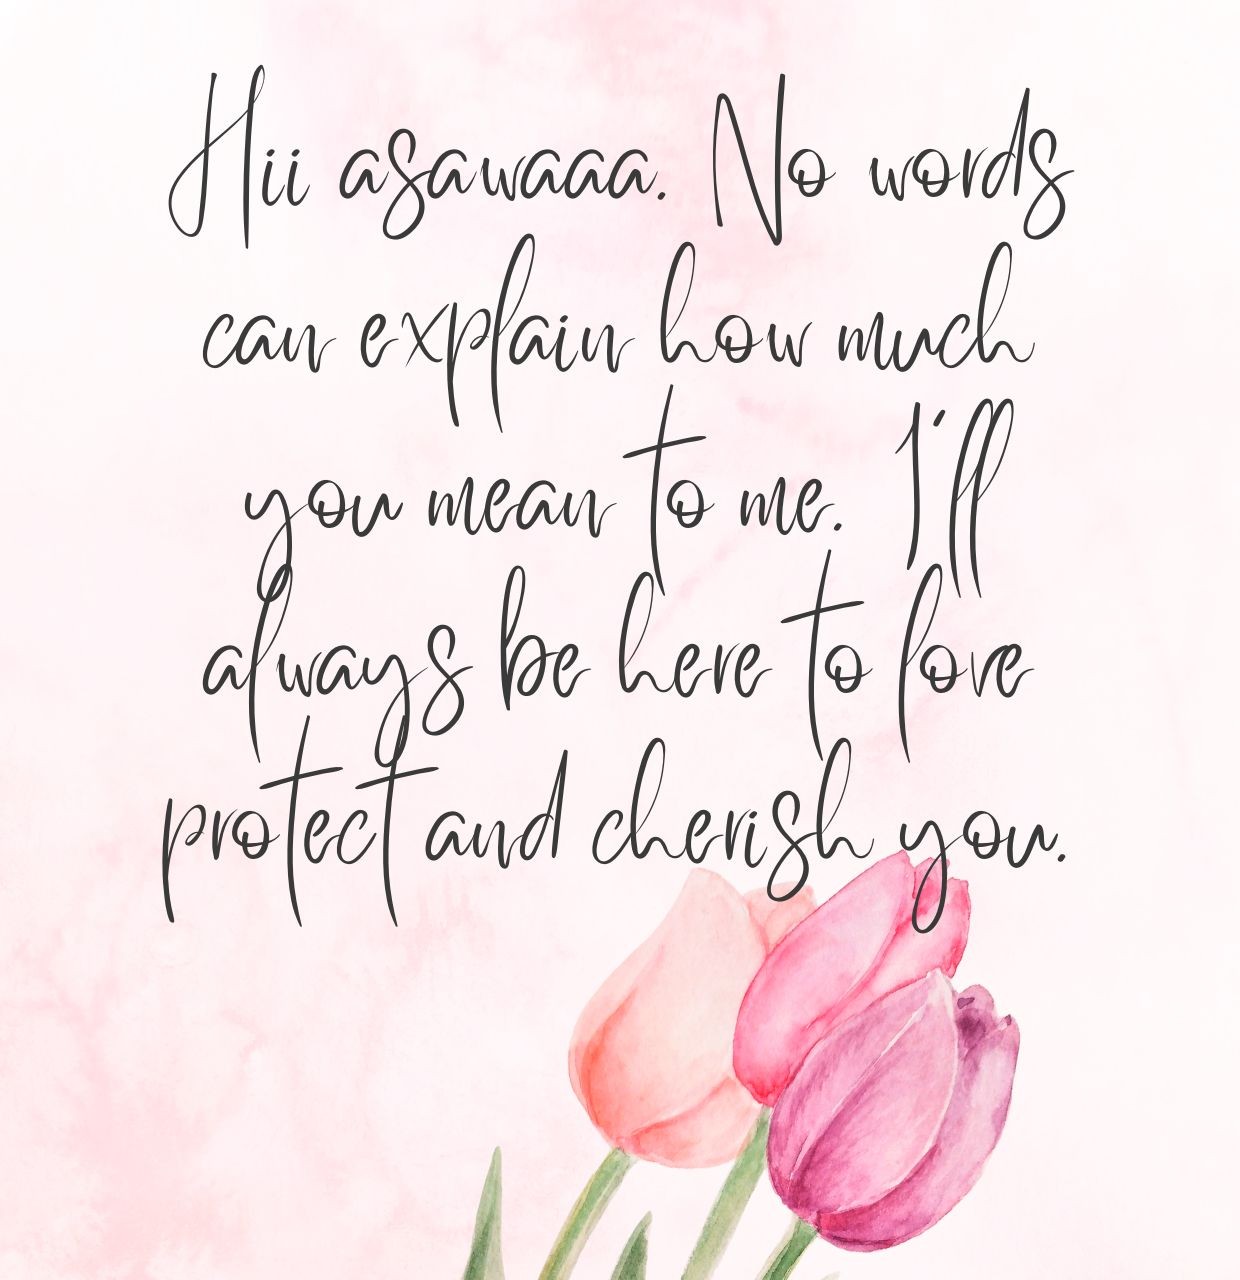 Hii asawaaa. No words
can explain how much
you mean to me. I'll
always be here to love
protect and cherish you.